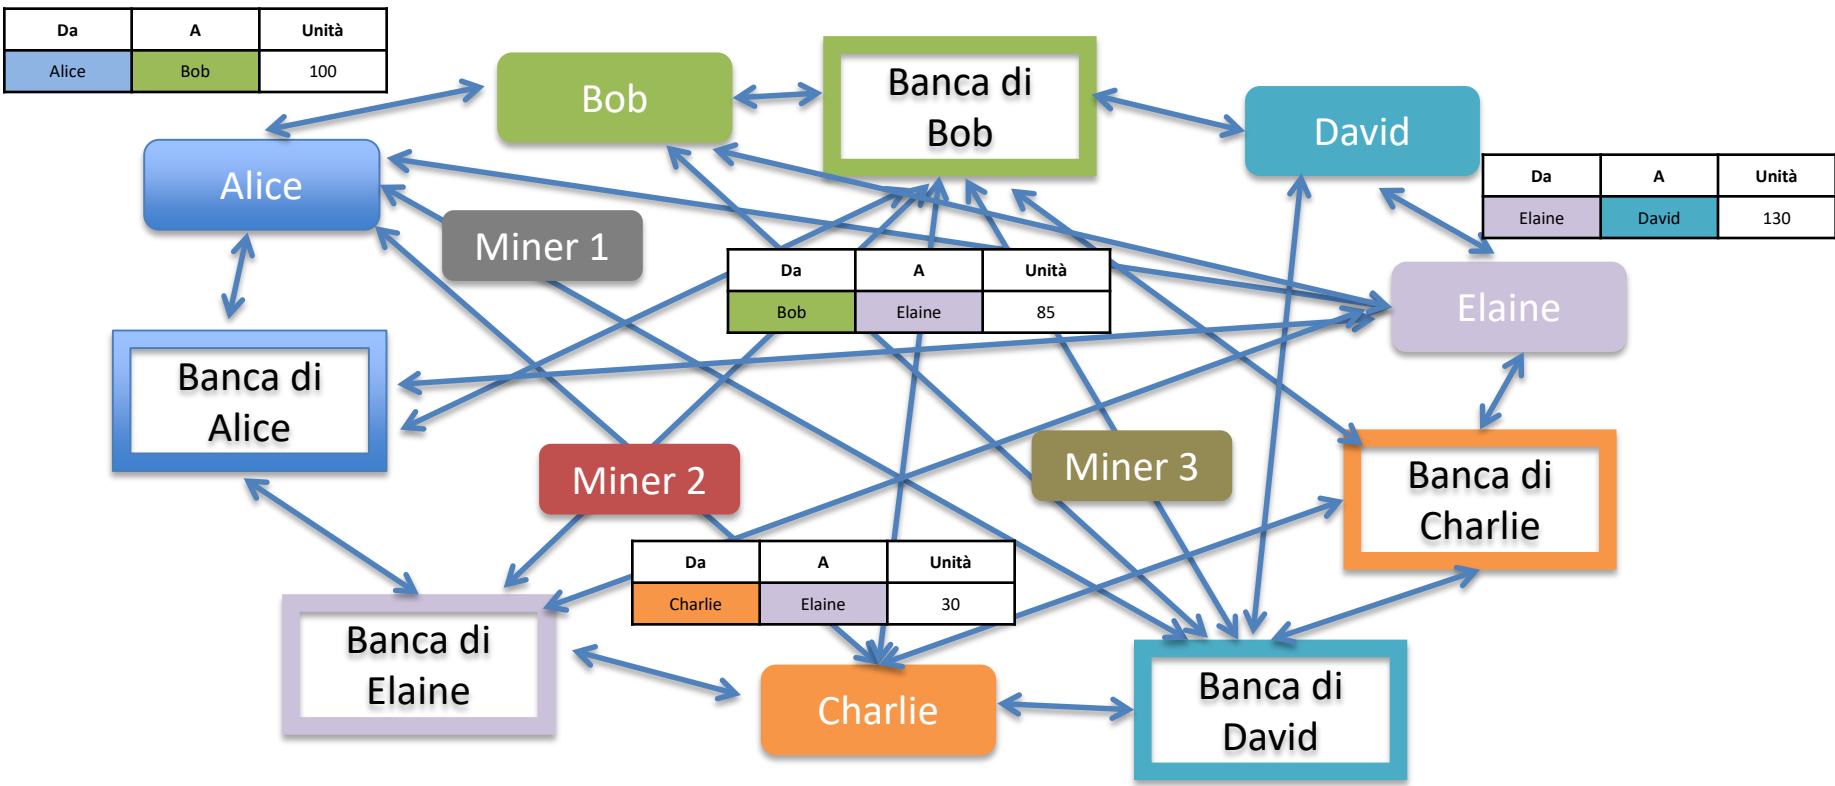 Da A Unità
Alice Bob 100
Bob
Banca di
Bob
David
Alice
Da A Unità
Elaine David 130
Miner 1
Da A Unità
Bob Elaine 85
Elaine
Banca di
Alice
Miner 2
Miner 3
Banca di
Charlie
Da A Unità
Charlie Elaine 30
Banca di
Elaine
Charlie
Banca di
David